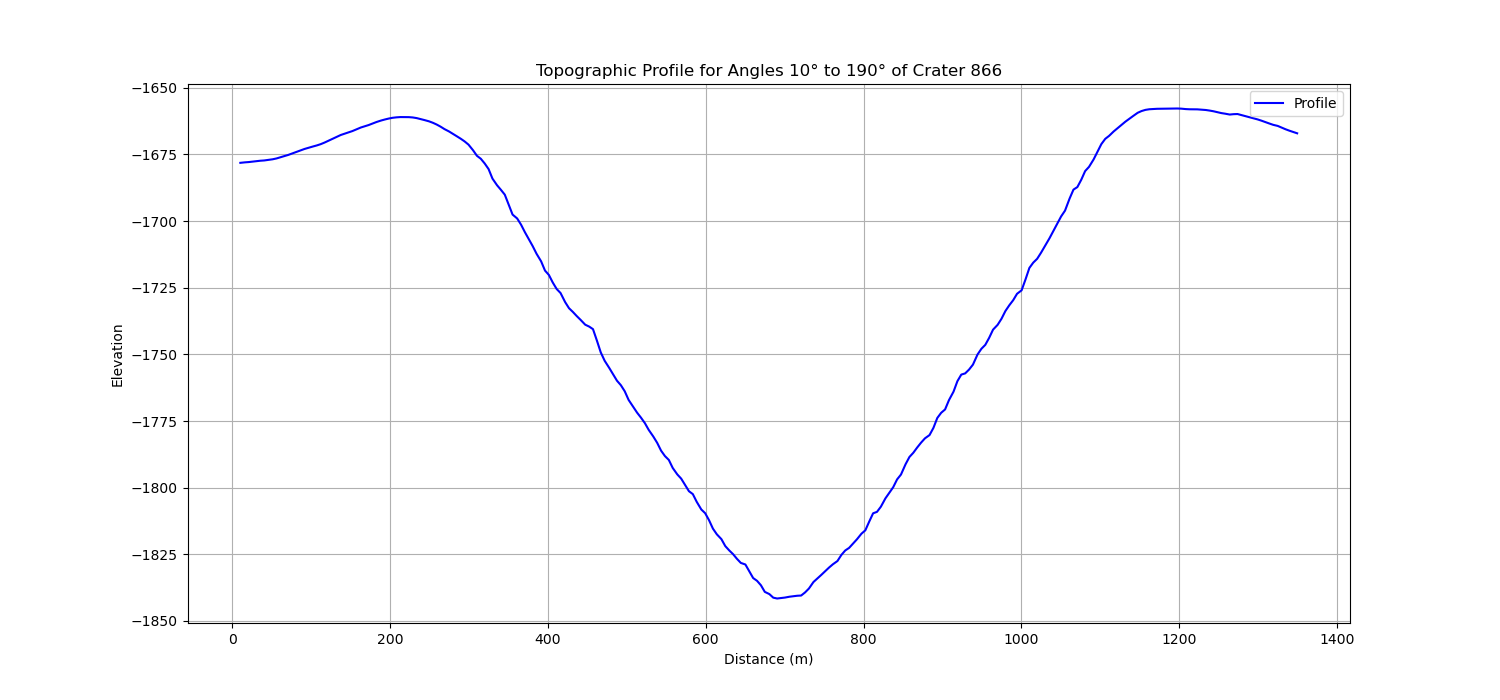 Topographic Profile for Angles 10° to 190° of Crater 866
Profile
Elevation
−1650
−1675
−1700
−1725
−1750
−1775
−1800
−1825
−1850
0 200 400 600 800 1000 1200 1400
Distance (m)